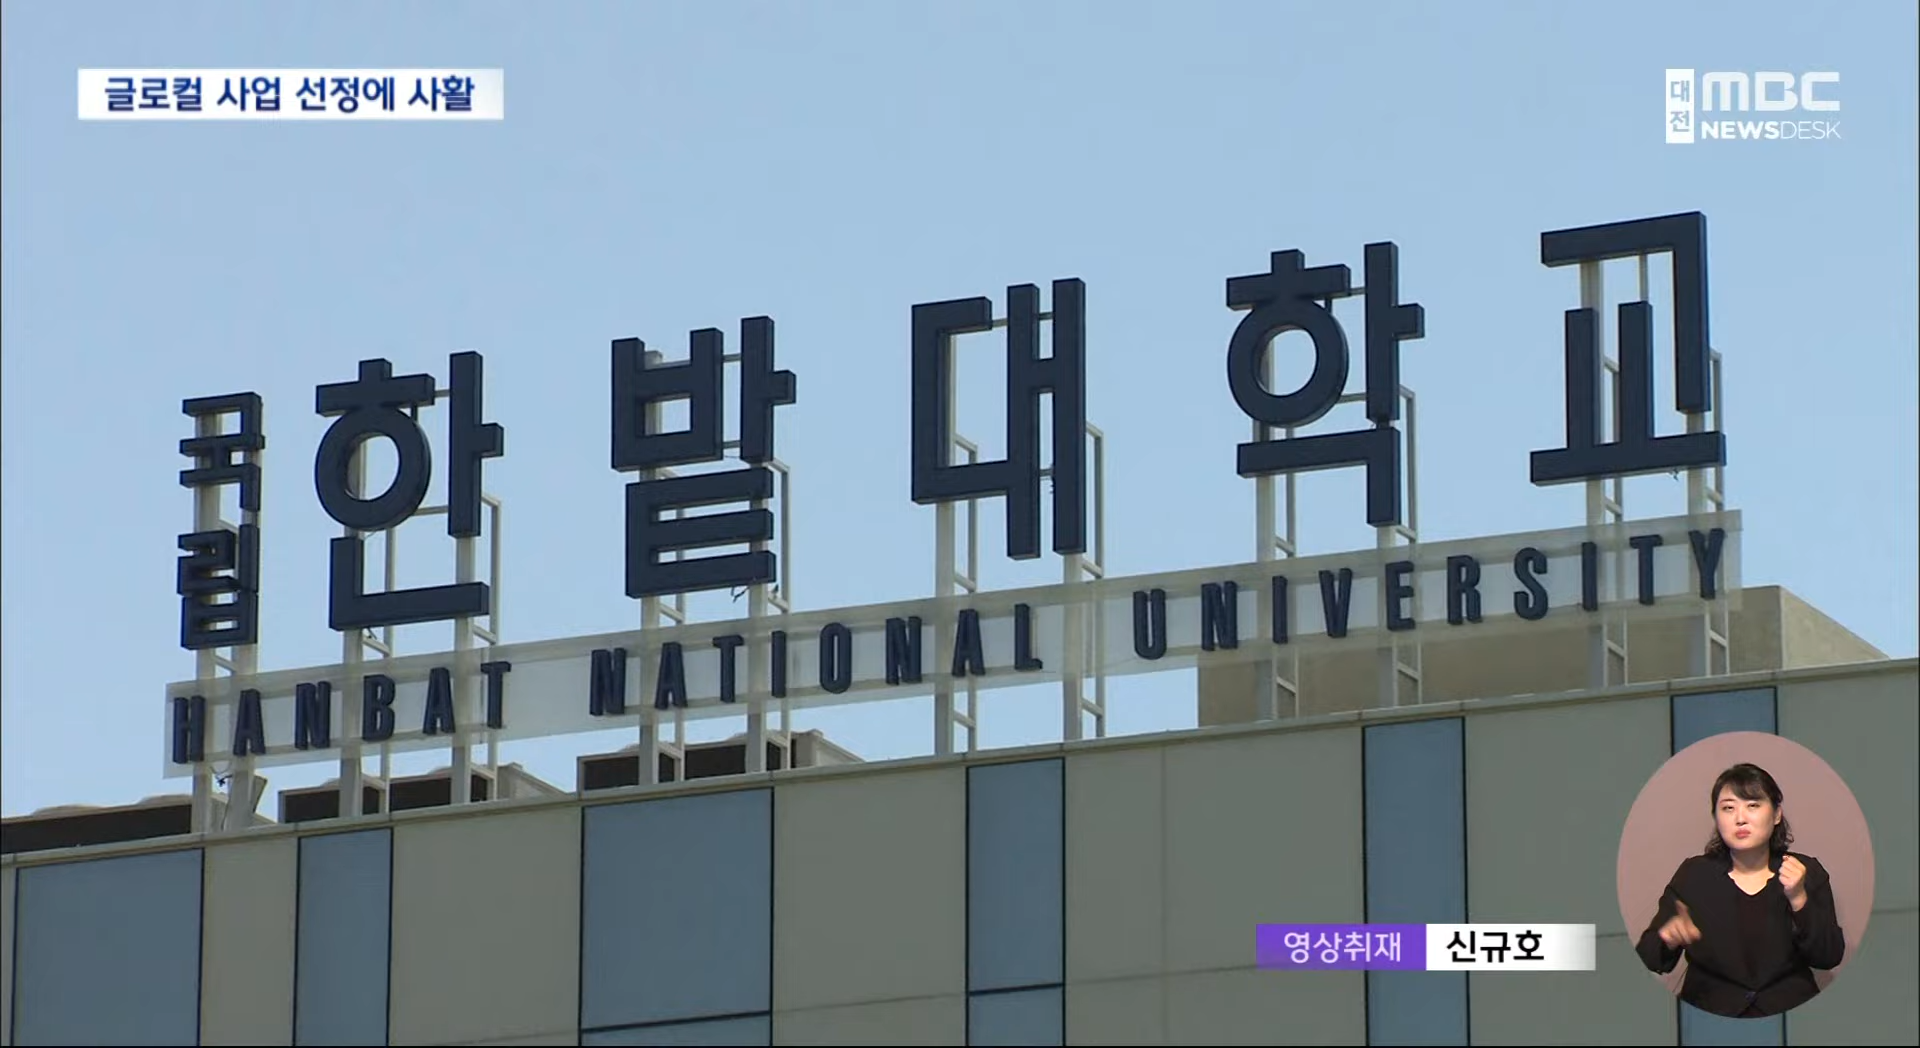 글로컬 사업 선정에 사활
대전 MBC
NEWSDESK
국립 한밭대학교
HANBAT NATIONAL UNIVERSITY
영상취재 신규호